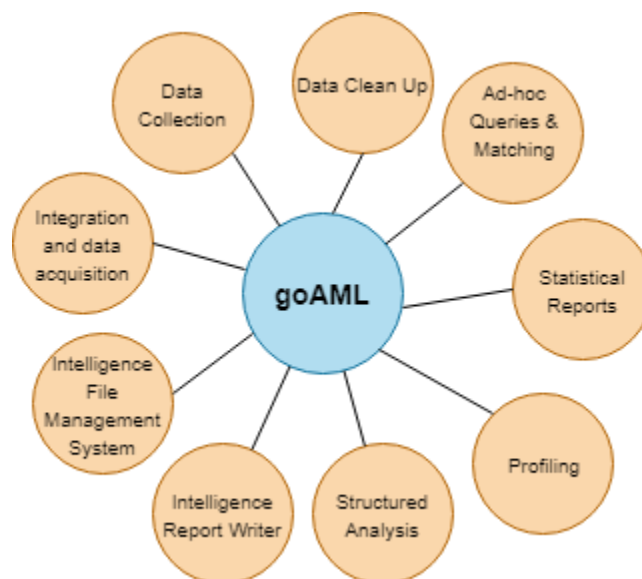 Data
Collection
Data Clean Up
Ad-hoc
Queries &
Matching
Integration
and data
acquisition
goAML
Statistical
Reports
Intelligence
File
Management
System
Profiling
Intelligence
Report Writer
Structured
Analysis